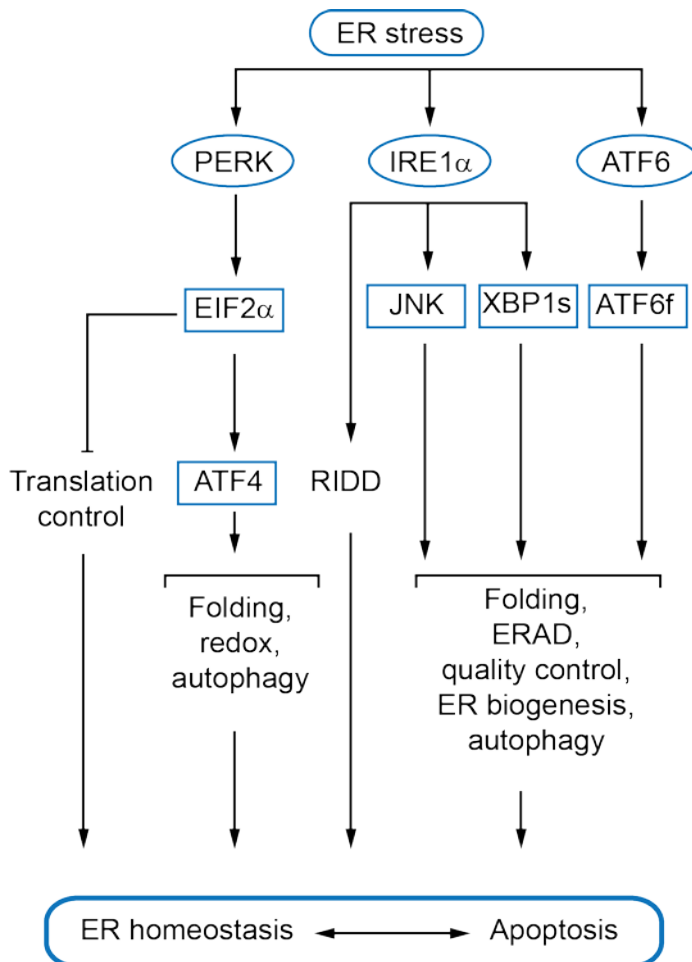 ER stress
PERK
IRE1α
ATF6
EIF2α
JNK
XBP1s
ATF6f
Translation
control
ATF4
RIDD
Folding,
redox,
autophagy
Folding,
ERAD,
quality control,
ER biogenesis,
autophagy
ER homeostasis
Apoptosis